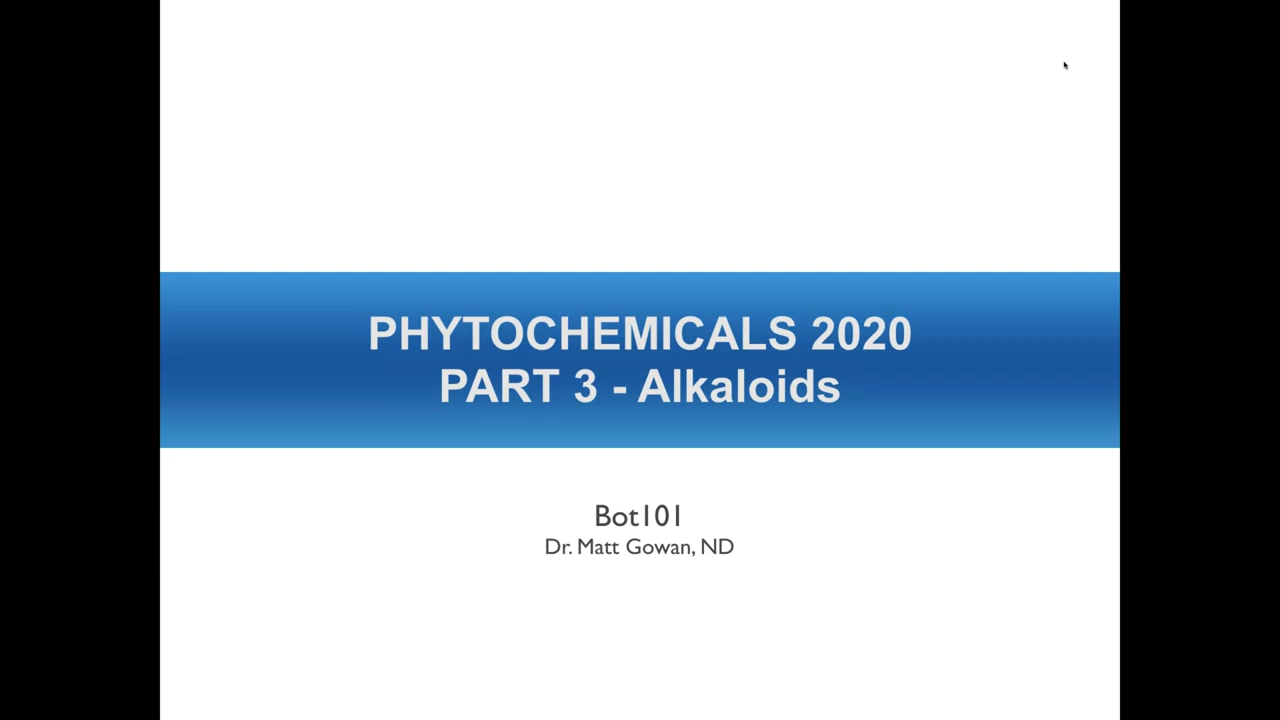 PHYTOCHEMICALS 2020
PART 3 - Alkaloids
Bot101
Dr. Matt Gowan, ND